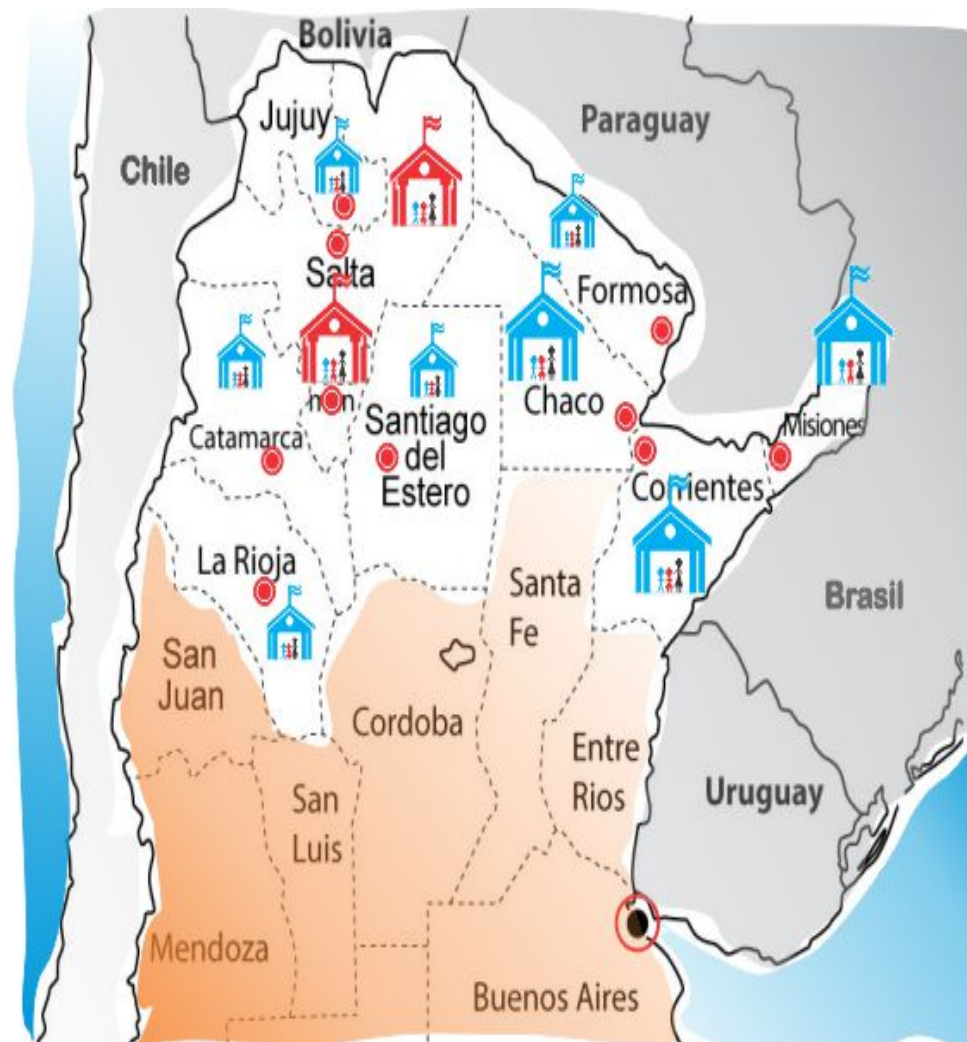 Bolivia
Jujuy
Paraguay
Chile
Salta
Formosa
Chaco
Misiones
Catamarca
Santiago
del
Estero
Corrientes
La Rioja
Santa
Fe
Brasil
San
Juan
Cordoba
Entre
Rios
Uruguay
San
Luis
Mendoza
Buenos Aires